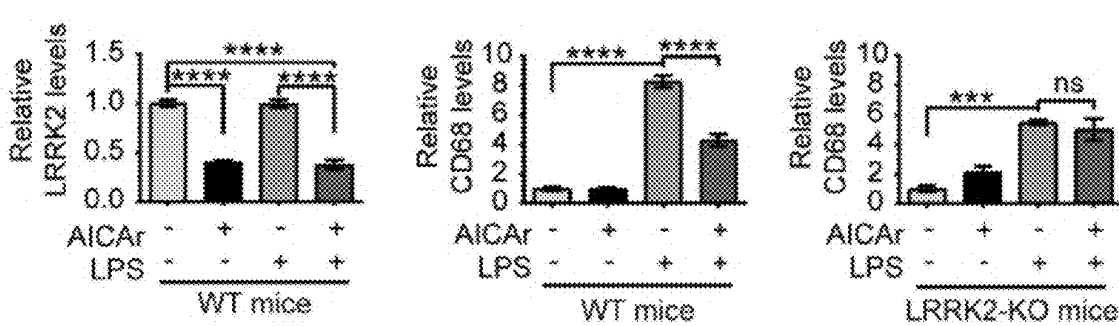 Relative
LRRK2 levels
1.5
1.0
0.5
0.0
****
**** ****
AICAr - + - +
LPS - - + +
WT mice
Relative
CD68 levels
10
8
6
4
2
0
**** ****
AICAr - + - +
LPS - - + +
WT mice
Relative
CD68 levels
10
8
6
4
2
0
*** ns
AICAr - + - +
LPS - - + +
LRRK2-KO mice